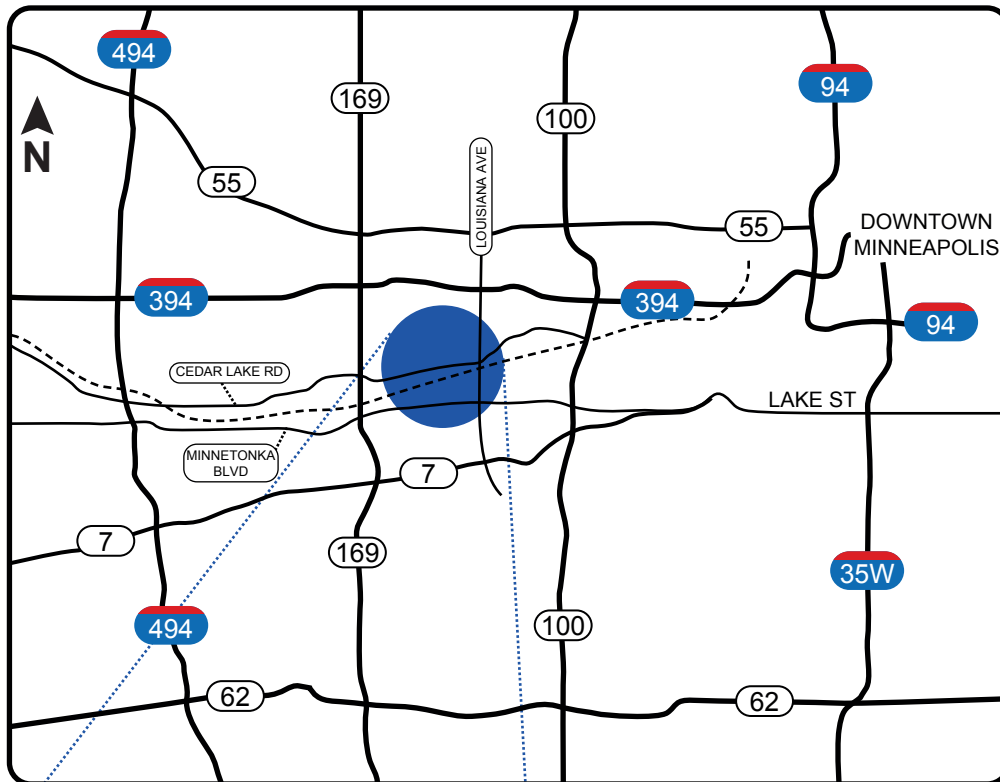 494
169
94
100
N
LOUISIANA AVE
55
55
DOWNTOWN
MINNEAPOLIS
394
394
94
CEDAR LAKE RD
LAKE ST
MINNETONKA
BLVD
7
7
169
35W
494
100
62
62